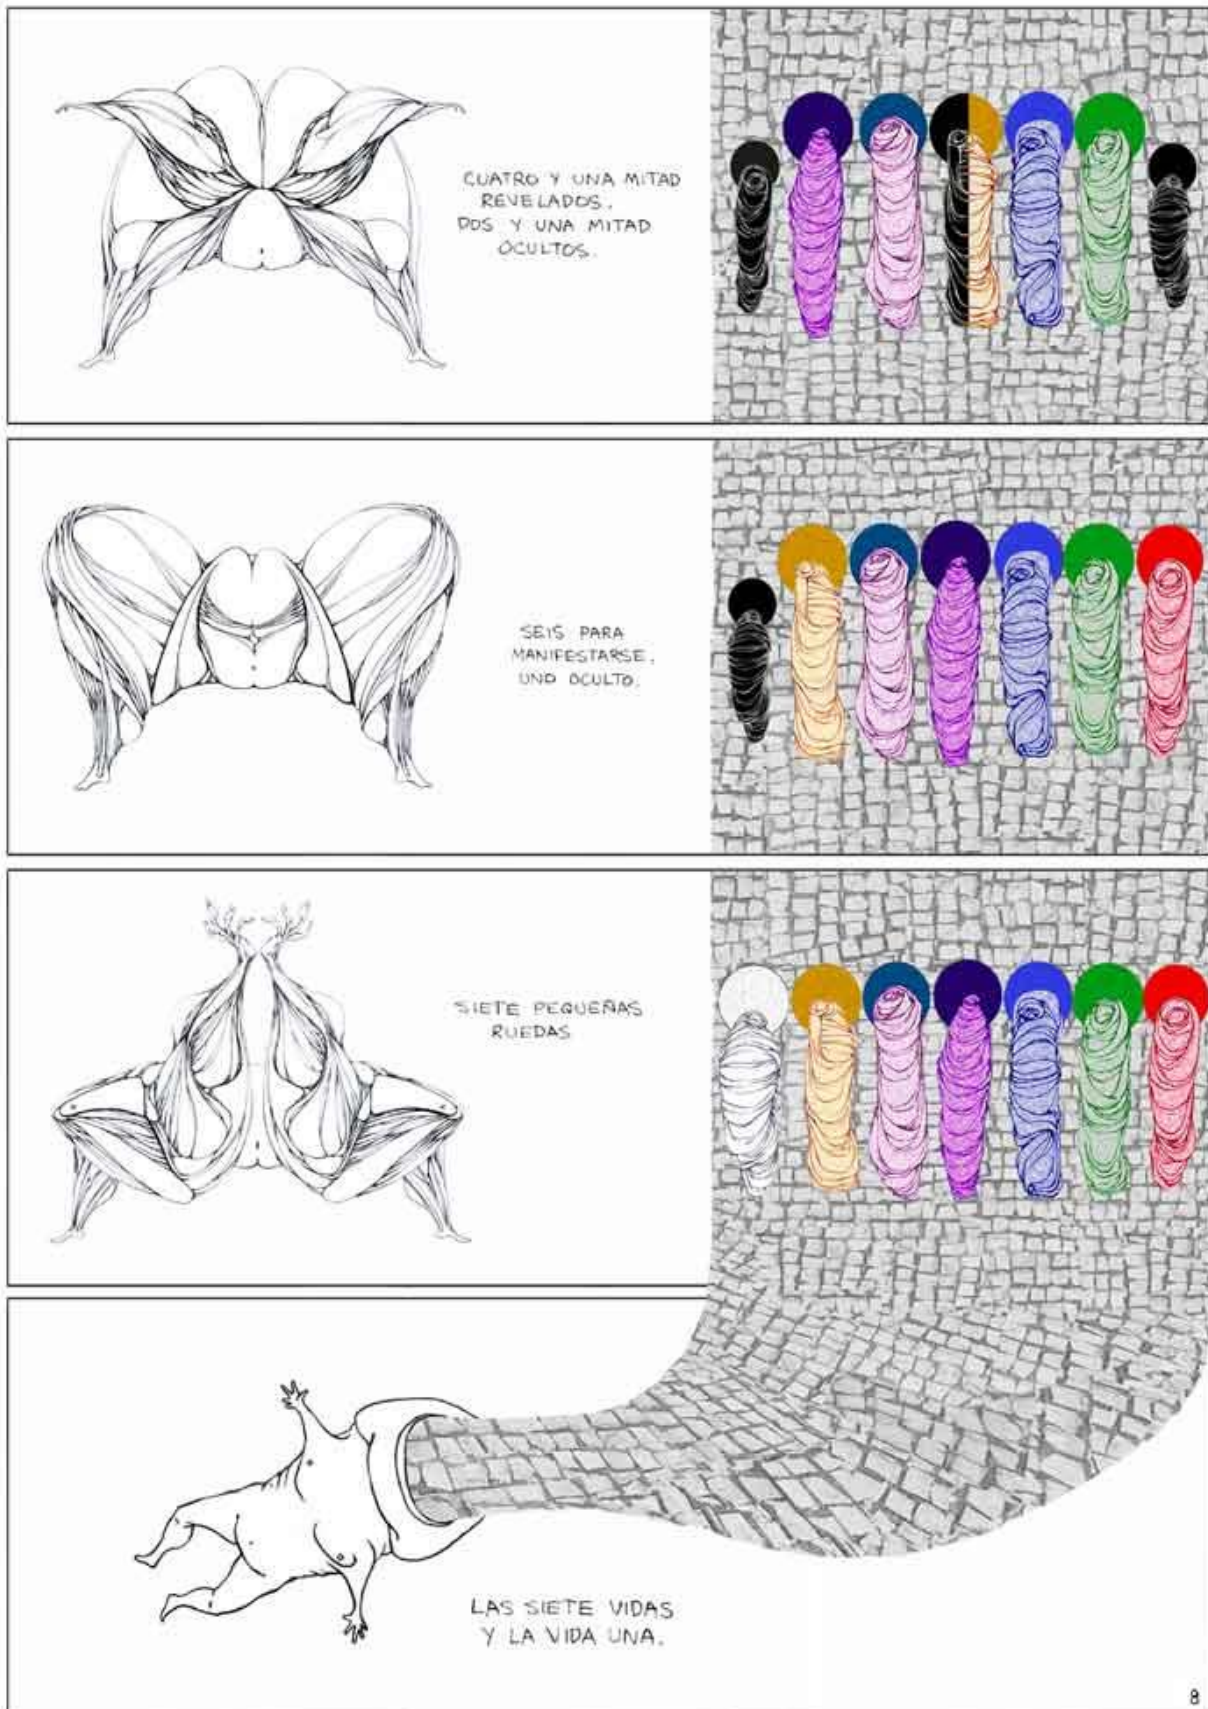 CUATRO Y UNA MITAD
REVELADOS.
DOS Y UNA MITAD
OCULTOS.
SEIS PARA
MANIFESTARSE.
UNO OCULTO.
SIETE PEQUEÑAS
RUEDAS
LAS SIETE VIDAS
Y LA VIDA UNA.
8